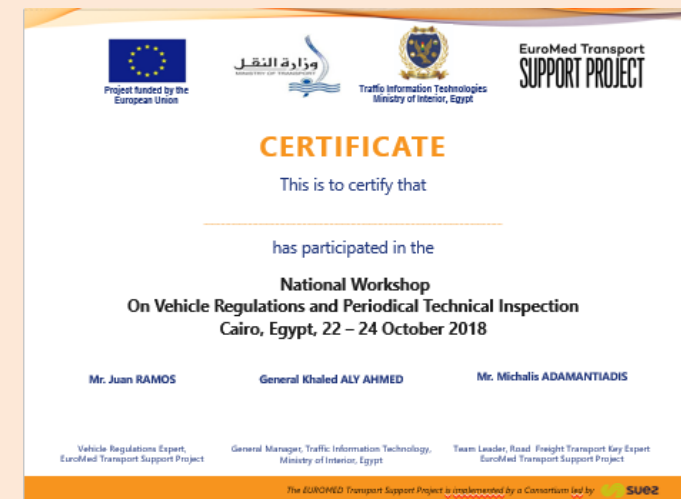 Project funded by the
European Union
وزارة النقل
MINISTRY OF TRANSPORT
Traffic Information Technologies
Ministry of Interior, Egypt
EuroMed Transport
SUPPORT PROJECT
CERTIFICATE
This is to certify that
has participated in the
National Workshop
On Vehicle Regulations and Periodical Technical Inspection
Cairo, Egypt, 22 – 24 October 2018
Mr. Juan RAMOS
General Khaled ALY AHMED
Mr. Michalis ADAMANTIADIS
Vehicle Regulations Expert,
EuroMed Transport Support Project
General Manager, Traffic Information Technology,
Ministry of Interior, Egypt
Team Leader, Road Freight Transport Key Expert
EuroMed Transport Support Project
The EUROMED Transport Support Project is implemented by a Consortium led by
suez